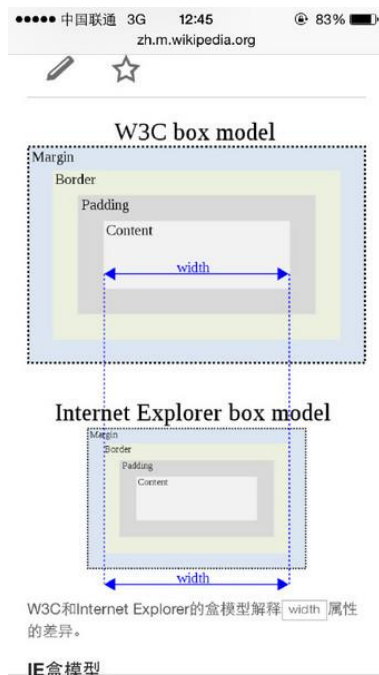 中国联通 3G 12:45 83%
zh.m.wikipedia.org
W3C box model
Margin
Border
Padding
Content
width
Internet Explorer box model
Margin
Border
Padding
Content
width
W3C和Internet Explorer的盒模型解释 width 属性
的差异。
IE盒模型